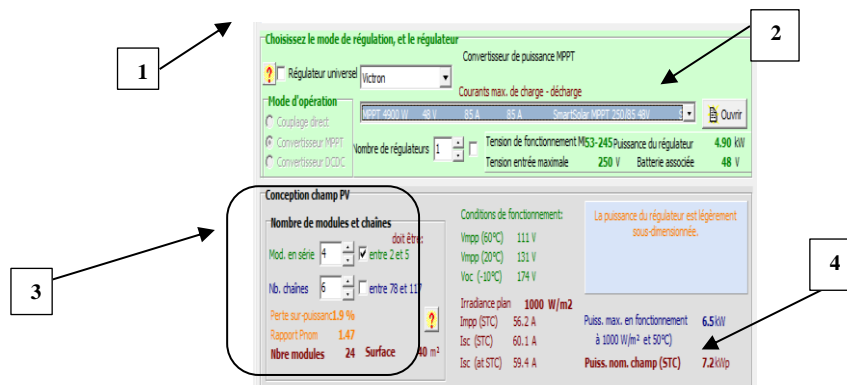 Choisissez le mode de régulation, et le régulateur
1
2
Convertisseur de puissance MPPT
? Régulateur universel Victron
Courants max. de charge - décharge
Mode d'opération
MPPT 4900 W 48 V 85 A 85 A SmartSolar MPPT 250/85 48V S
Ouvrir
Couplage direct
Convertisseur MPPT
Convertisseur DCDC
Nombre de régulateurs 1
Tension de fonctionnement M 53-245 Puissance du régulateur 4.90 kW
Tension entrée maximale 250 V Batterie associée 48 V
Conception champ PV
3
4
Nombre de modules et chaînes
doit être:
Mod. en série 4 entre 2 et 5
Nb. chaînes 6 entre 78 et 117
Perte sur-puissanc 1.9 %
Rapport Pnom 1.47
?
Nbre modules 24 Surface 40 m²
Conditions de fonctionnement:
Vmpp (60°C) 111 V
Vmpp (20°C) 131 V
Voc (-10°C) 174 V
Irradiance plan 1000 W/m2
Impp (STC) 56.2 A
Isc (STC) 60.1 A
Isc (at STC) 59.4 A
La puissance du régulateur est légèrement
sous-dimensionnée.
Puiss. max. en fonctionnement 6.5 kW
à 1000 W/m² et 50°C)
Puiss. nom. champ (STC) 7.2 kWp